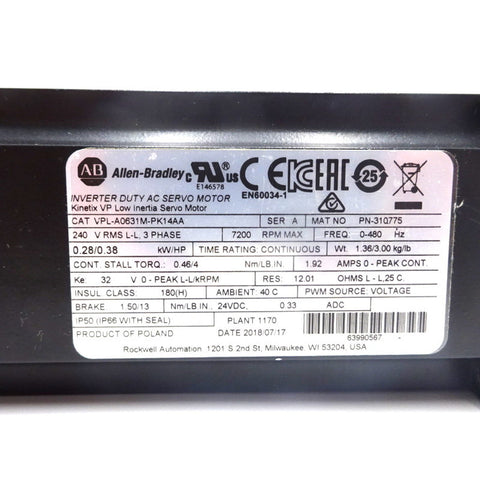 AB Allen-Bradley c RU us CE EAC 25
E146578
EN60034-1
INVERTER DUTY AC SERVO MOTOR
Kinetix VP Low Inertia Servo Motor
CAT VPL-A0631M-PK14AA SER A MAT NO PN-310775
240 V RMS L-L, 3 PHASE 7200 RPM MAX FREQ. 0-480 Hz
0.28/0.38 kW/HP TIME RATING: CONTINUOUS Wt. 1.36/3.00 kg/lb
CONT. STALL TORQ.: 0.46/4 Nm/LB.IN. 1.92 AMPS 0 - PEAK CONT.
Ke: 32 V 0 - PEAK L-L/kRPM RES: 12.01 OHMS L - L,25 C.
INSUL CLASS: 180(H) AMBIENT: 40 C PWM SOURCE: VOLTAGE
BRAKE 1.50/13 Nm/LB IN. 24VDC, 0.33 ADC
IP50 (IP66 WITH SEAL) PLANT 1170
PRODUCT OF POLAND DATE 2018/07/17 63990567 -
Rockwell Automation 1201 S.2nd St, Milwaukee, WI 53204, USA